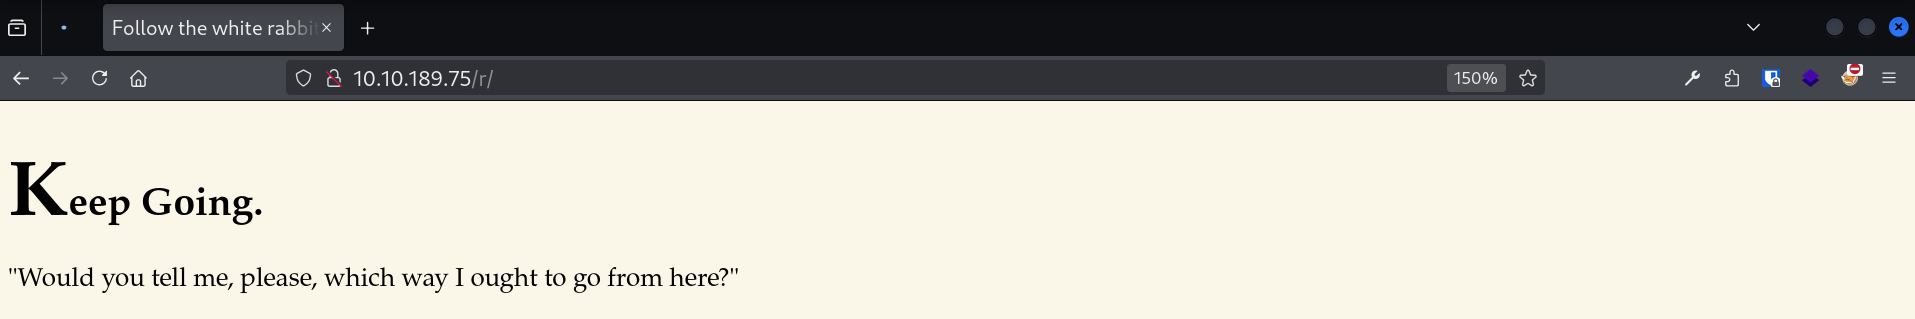 Follow the white rabbit
10.10.189.75/r/
150%
Keep Going.
"Would you tell me, please, which way I ought to go from here?"